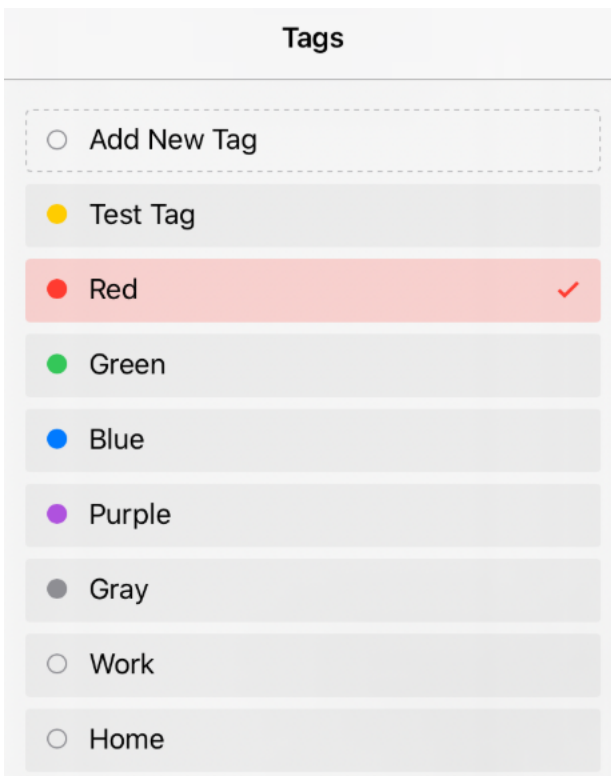 Tags
Add New Tag
Test Tag
Red
Green
Blue
Purple
Gray
Work
Home